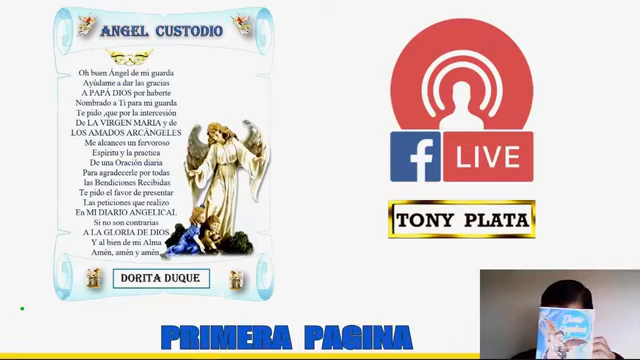 ANGEL CUSTODIO
Oh buen Ángel de mi guarda
Ayúdame a dar las gracias
A PAPÁ DIOS por haberte
Nombrado a Ti para mi guarda
Te pido ,que por la intercesión
De LA VIRGEN MARIA y de
LOS AMADOS ARCÁNGELES
Me alcances un fervoroso
Espíritu y la practica
De una Oración diaria
Para agradecerle por todas
las Bendiciones Recibidas
Te pido el favor de presentar
Las peticiones que realizo
En MI DIARIO ANGELICAL
Si no son contrarias
A LA GLORIA DE DIOS
Y al bien de mi Alma
Amén, amén y amén
DORITA DUQUE
f LIVE
TONY PLATA
PRIMERA PAGINA